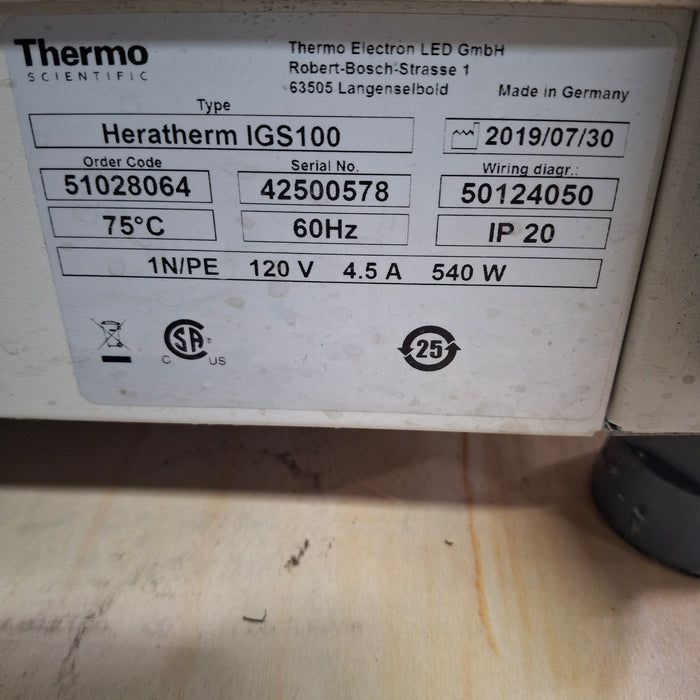 Thermo
SCIENTIFIC
Thermo Electron LED GmbH
Robert-Bosch-Strasse 1
63505 Langenselbold
Made in Germany
Type
Heratherm IGS100
2019/07/30
Order Code
Serial No.
Wiring diagr.:
51028064
42500578
50124050
75°C
60Hz
IP 20
1N/PE 120 V 4.5 A 540 W
SA
C US
25